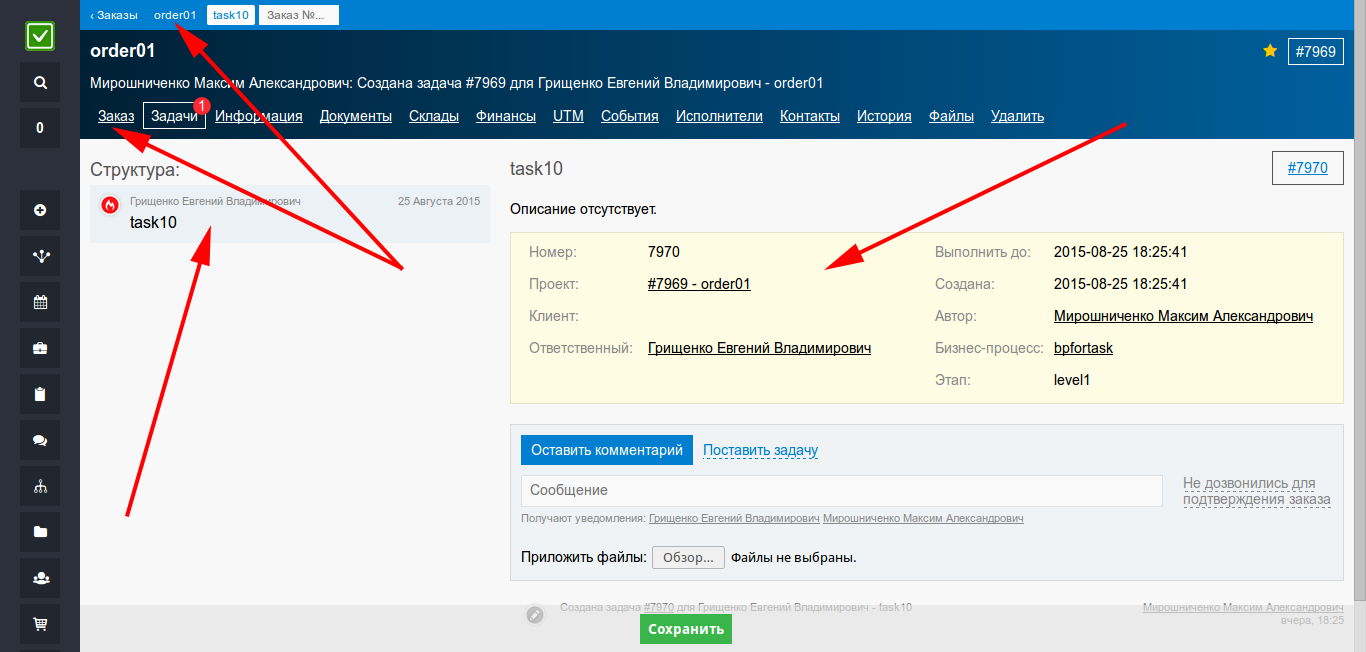 ‹ Заказы order01 task10 Заказ №...
order01
#7969
Мирошниченко Максим Александрович: Создана задача #7969 для Грищенко Евгений Владимирович - order01
0
Заказ Задачи 1 Информация Документы Склады Финансы UTM События Исполнители Контакты История Файлы Удалить
Структура:
Грищенко Евгений Владимирович 25 Августа 2015
task10
task10
#7970
Описание отсутствует.
Номер: 7970 Выполнить до: 2015-08-25 18:25:41
Проект: #7969 - order01 Создана: 2015-08-25 18:25:41
Клиент: Автор: Мирошниченко Максим Александрович
Ответственный: Грищенко Евгений Владимирович Бизнес-процесс: bpfortask
Этап: level1
Оставить комментарий Поставить задачу
Сообщение
Не дозвонились для
подтверждения заказа
Получают уведомления: Грищенко Евгений Владимирович Мирошниченко Максим Александрович
Приложить файлы: Обзор... Файлы не выбраны.
Создана задача #7970 для Грищенко Евгений Владимирович - task10 Мирошниченко Максим Александрович
вчера, 18:25
Сохранить